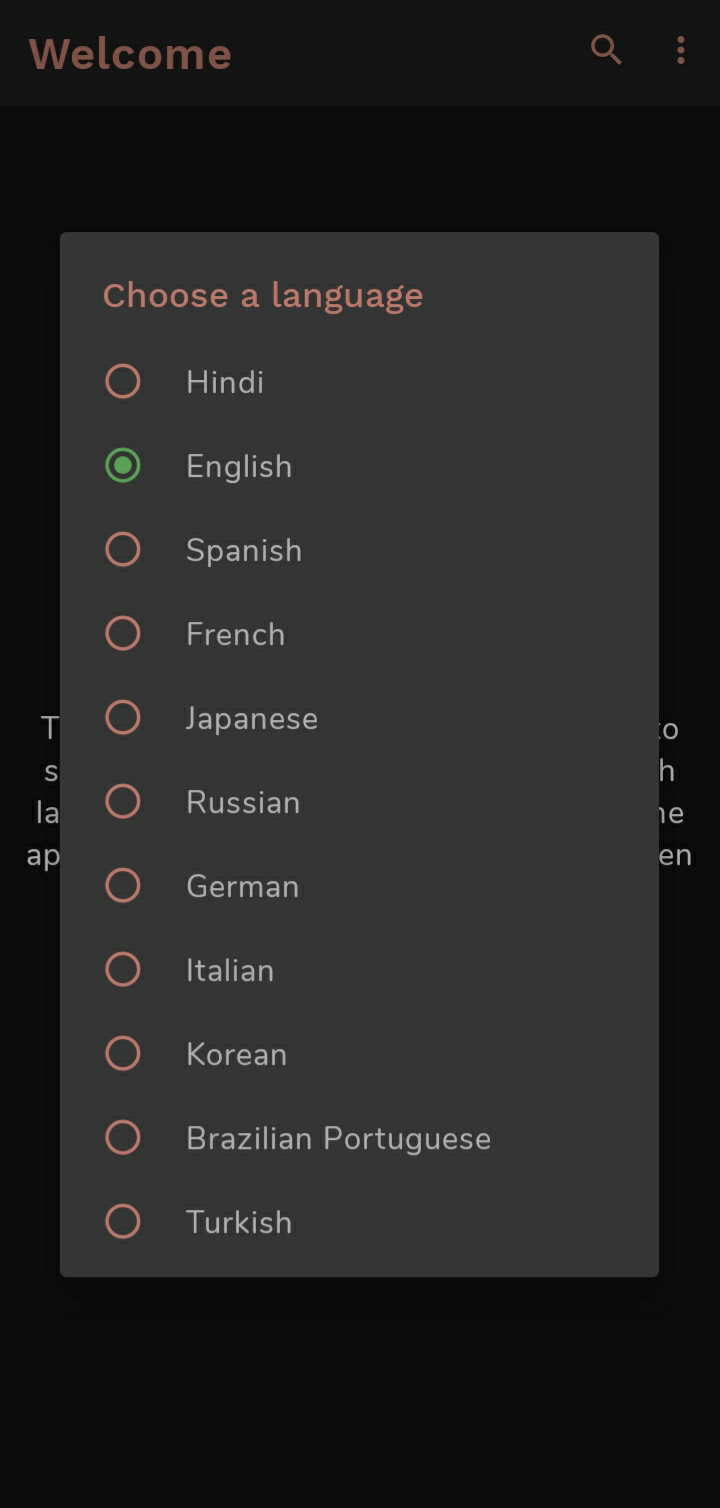 Welcome
Choose a language
Hindi
English
Spanish
French
Japanese
Russian
German
Italian
Korean
Brazilian Portuguese
Turkish